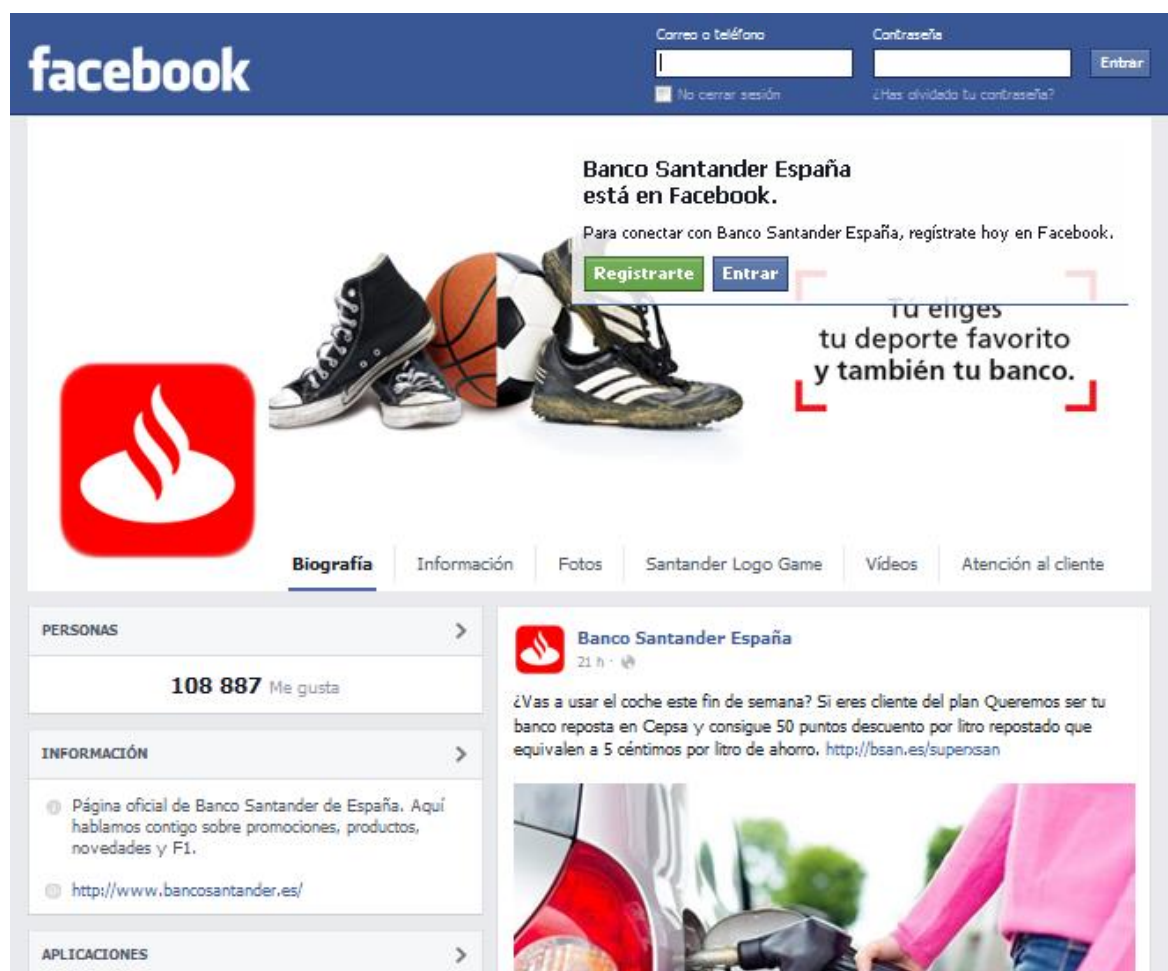 Correo o teléfono
Contraseña
facebook
Entrar
No cerrar sesión
¿Has olvidado tu contraseña?
Banco Santander España
está en Facebook.
Para conectar con Banco Santander España, regístrate hoy en Facebook.
Registrarte
Entrar
Tú eliges
tu deporte favorito
y también tu banco.
Biografía
Información
Fotos
Santander Logo Game
Vídeos
Atención al cliente
PERSONAS
108 887 Me gusta
INFORMACIÓN
Página oficial de Banco Santander de España. Aquí
hablamos contigo sobre promociones, productos,
novedades y F1.
http://www.bancosantander.es/
APLICACIONES
Banco Santander España
21 h ·
¿Vas a usar el coche este fin de semana? Si eres cliente del plan Queremos ser tu
banco reposta en Cepsa y consigue 50 puntos descuento por litro repostado que
equivalen a 5 céntimos por litro de ahorro. http://bsan.es/superxsan